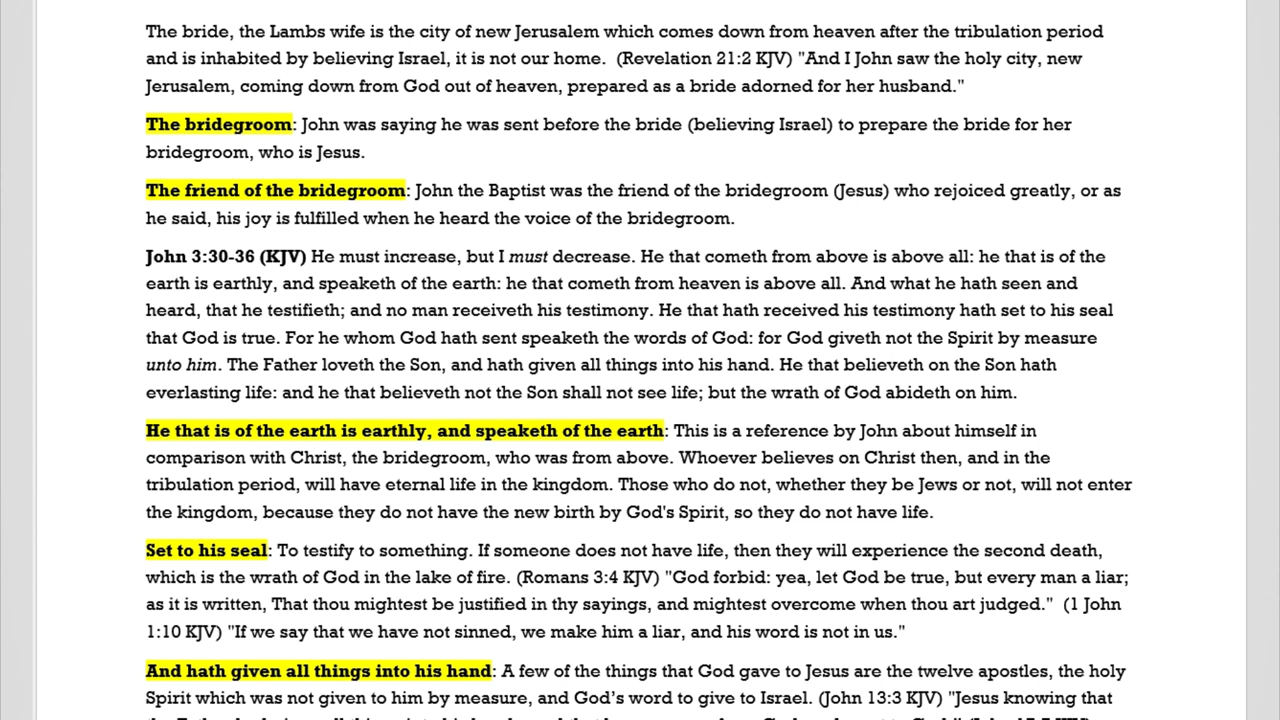 The bride, the Lambs wife is the city of new Jerusalem which comes down from heaven after the tribulation period
and is inhabited by believing Israel, it is not our home.  (Revelation 21:2 KJV) "And I John saw the holy city, new
Jerusalem, coming down from God out of heaven, prepared as a bride adorned for her husband."
The bridegroom: John was saying he was sent before the bride (believing Israel) to prepare the bride for her
bridegroom, who is Jesus.
The friend of the bridegroom: John the Baptist was the friend of the bridegroom (Jesus) who rejoiced greatly, or as
he said, his joy is fulfilled when he heard the voice of the bridegroom.
John 3:30-36 (KJV) He must increase, but I must decrease. He that cometh from above is above all: he that is of the
earth is earthly, and speaketh of the earth: he that cometh from heaven is above all. And what he hath seen and
heard, that he testifieth; and no man receiveth his testimony. He that hath received his testimony hath set to his seal
that God is true. For he whom God hath sent speaketh the words of God: for God giveth not the Spirit by measure
unto him. The Father loveth the Son, and hath given all things into his hand. He that believeth on the Son hath
everlasting life: and he that believeth not the Son shall not see life; but the wrath of God abideth on him.
He that is of the earth is earthly, and speaketh of the earth: This is a reference by John about himself in
comparison with Christ, the bridegroom, who was from above. Whoever believes on Christ then, and in the
tribulation period, will have eternal life in the kingdom. Those who do not, whether they be Jews or not, will not enter
the kingdom, because they do not have the new birth by God's Spirit, so they do not have life.
Set to his seal: To testify to something. If someone does not have life, then they will experience the second death,
which is the wrath of God in the lake of fire. (Romans 3:4 KJV) "God forbid: yea, let God be true, but every man a liar;
as it is written, That thou mightest be justified in thy sayings, and mightest overcome when thou art judged."  (1 John
1:10 KJV) "If we say that we have not sinned, we make him a liar, and his word is not in us."
And hath given all things into his hand: A few of the things that God gave to Jesus are the twelve apostles, the holy
Spirit which was not given to him by measure, and God’s word to give to Israel. (John 13:3 KJV) "Jesus knowing that